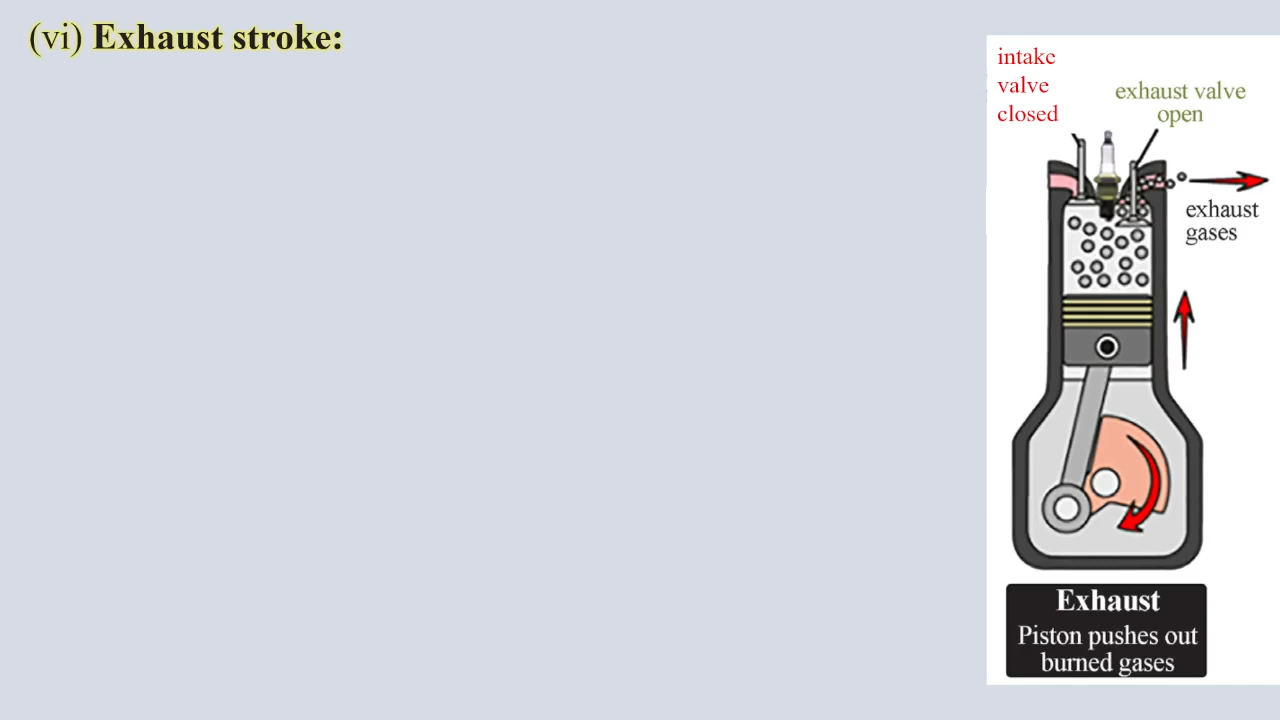 (vi) Exhaust stroke:
intake
valve
closed
exhaust valve
open
exhaust
gases
Exhaust
Piston pushes out
burned gases